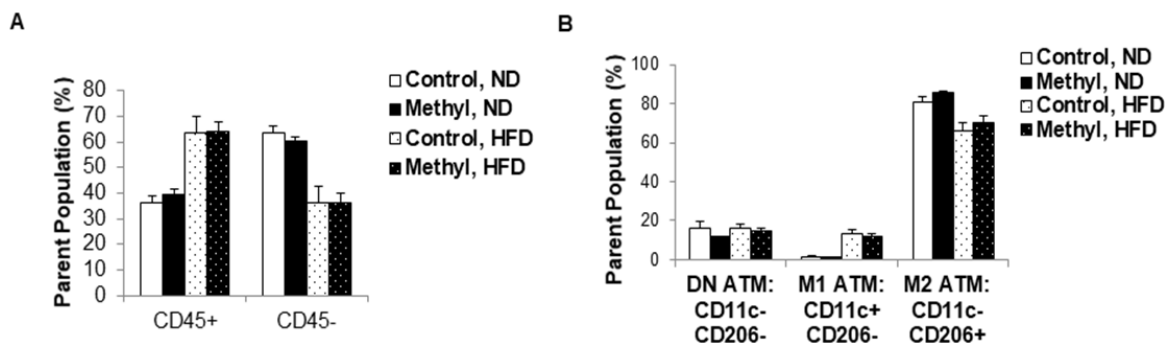 A
Parent Population (%)
80
70
60
50
40
30
20
10
0
CD45+
CD45-
Control, ND
Methyl, ND
Control, HFD
Methyl, HFD
B
Parent Population (%)
100
80
60
40
20
0
DN ATM:
CD11c-
CD206-
M1 ATM:
CD11c+
CD206-
M2 ATM:
CD11c-
CD206+
Control, ND
Methyl, ND
Control, HFD
Methyl, HFD